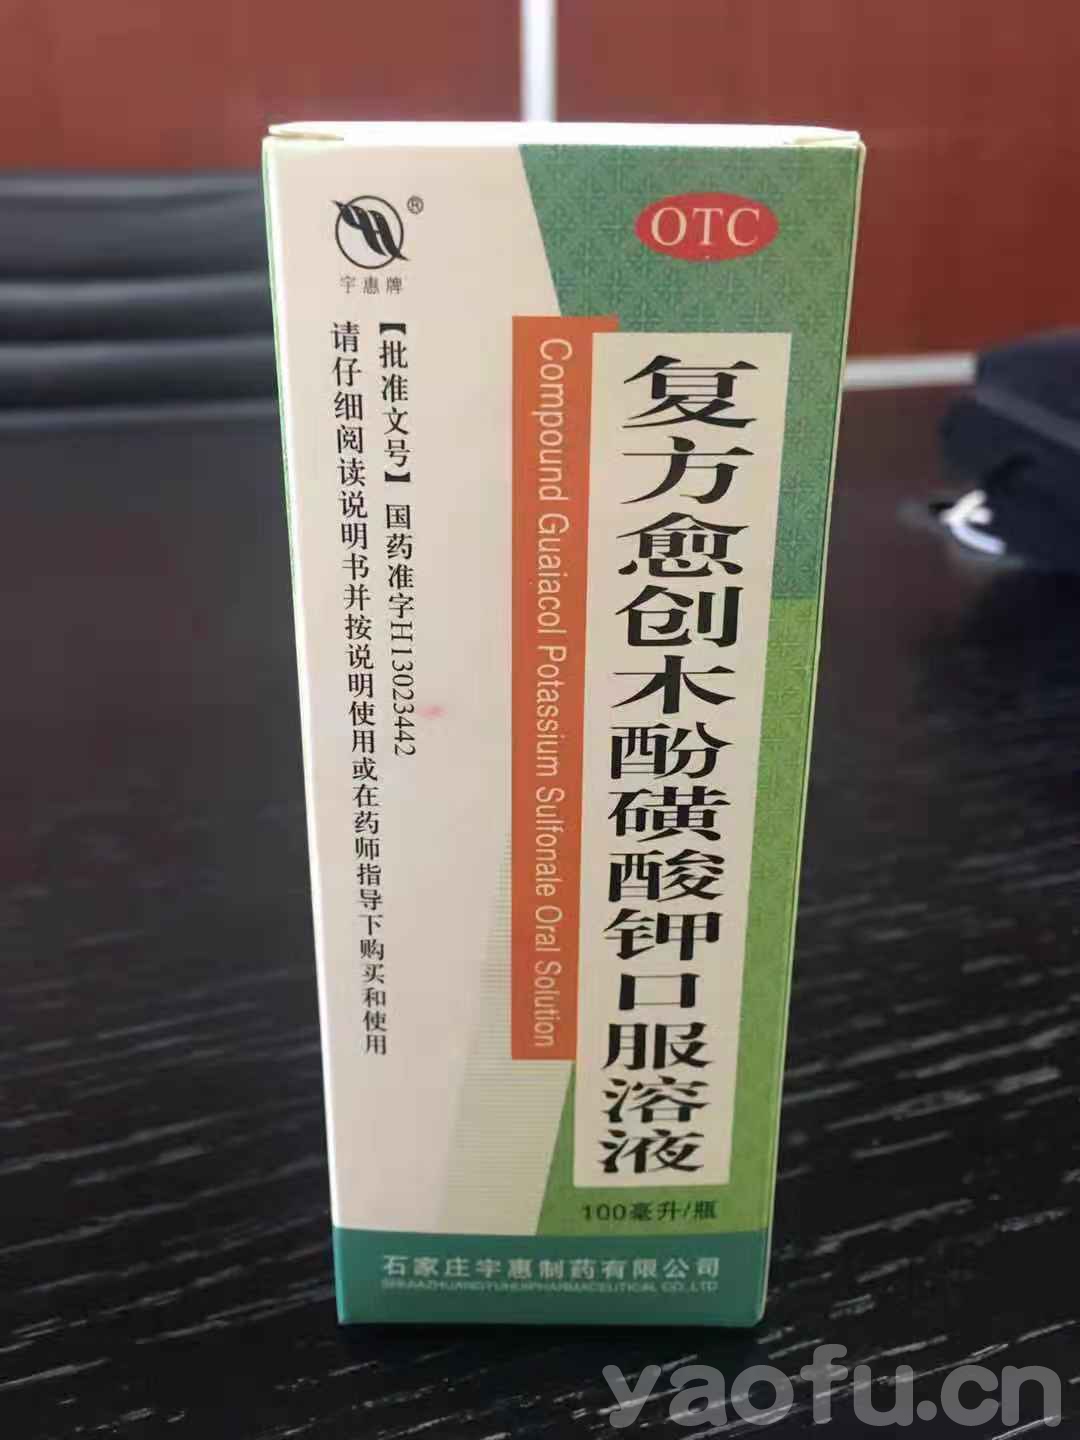 宇惠牌
®
OTC
复方愈创木酚磺酸钾口服溶液
Compound Guaiacol Potassium Sulfonale Oral Solution
【批准文号】国药准字H13023442
请仔细阅读说明书并按说明使用或在药师指导下购买和使用
100毫升/瓶
石家庄宇惠制药有限公司
SHIJIAZHUANGYUHUIPHARMACEUTICAL CO.,LTD
yaofu.cn